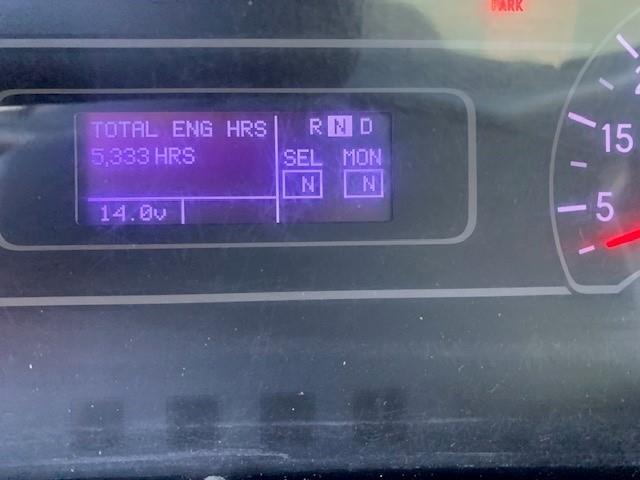 PARK
TOTAL ENG HRS
5,333 HRS
14.0v
R N D
SEL MON
N N
15
5